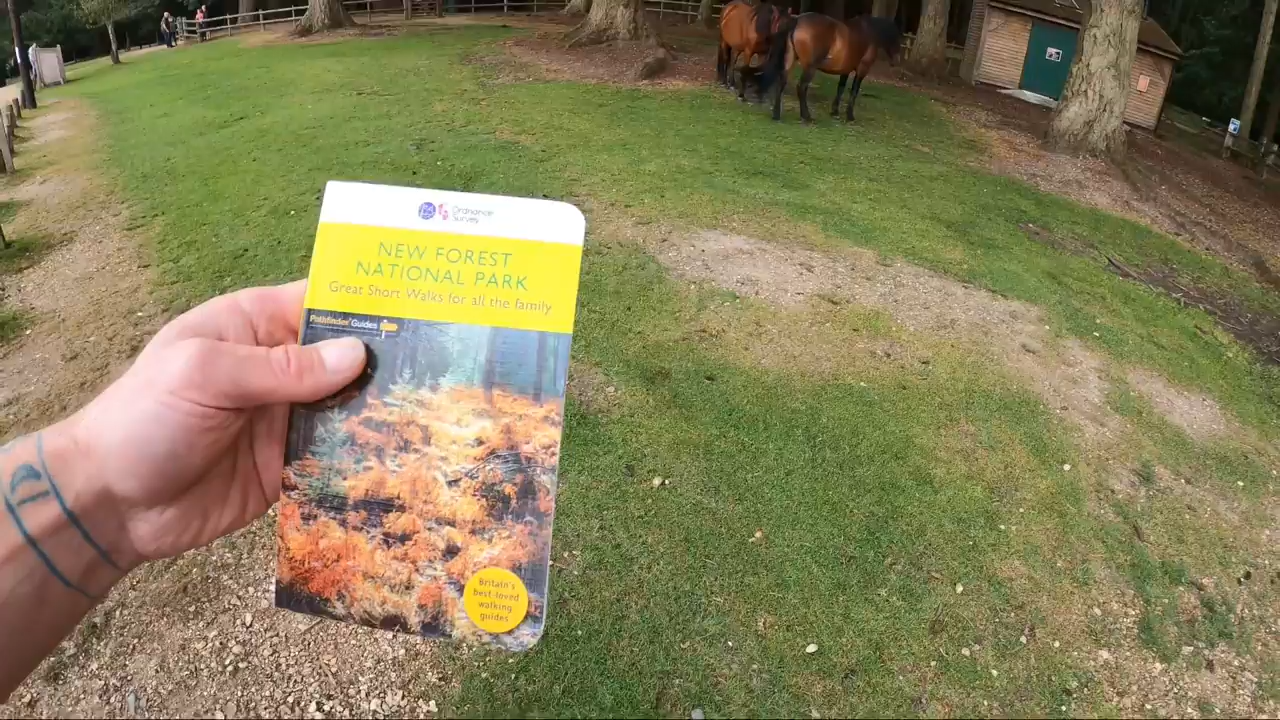 Ordnance
Survey
NEW FOREST
NATIONAL PARK
Great Short Walks for all the family
Pathfinder Guides
Britain's
best-loved
walking
guides